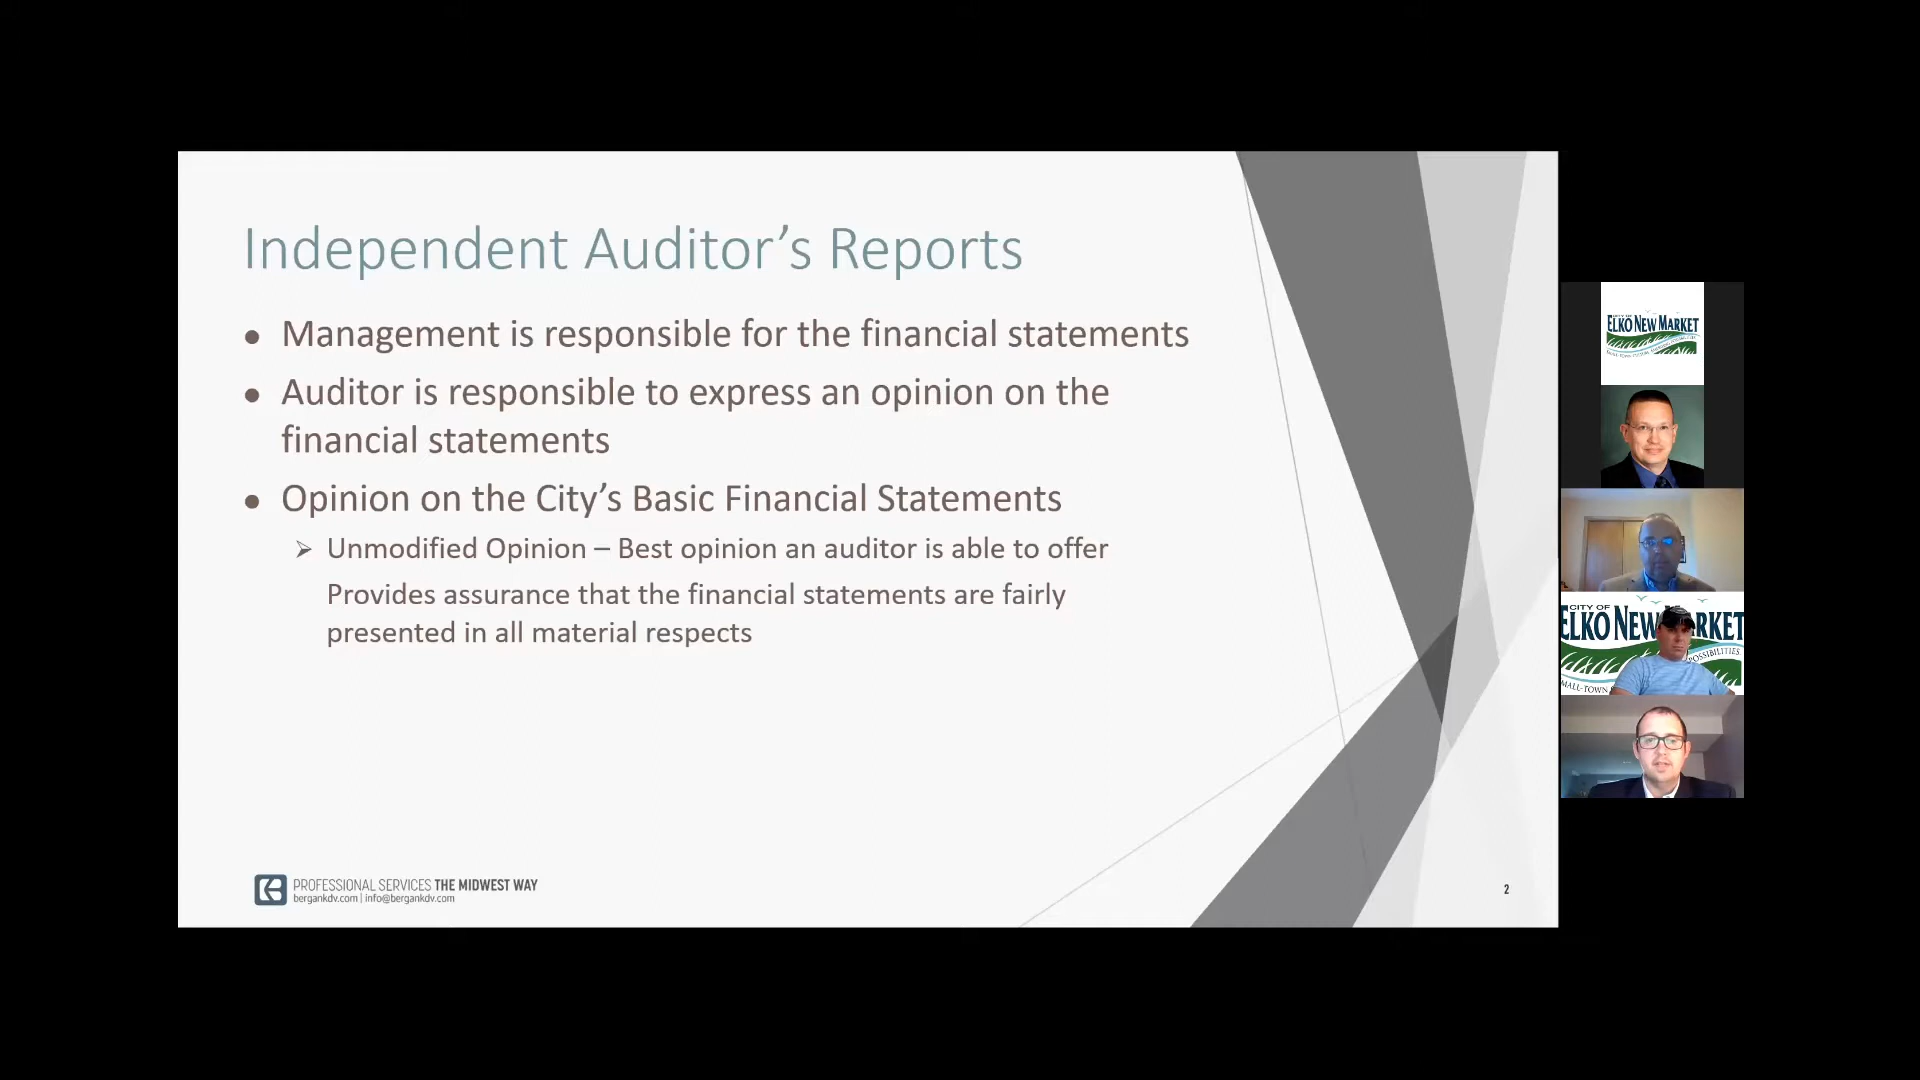 Independent Auditor's Reports
• Management is responsible for the financial statements
• Auditor is responsible to express an opinion on the
financial statements
• Opinion on the City's Basic Financial Statements
➢ Unmodified Opinion – Best opinion an auditor is able to offer
Provides assurance that the financial statements are fairly
presented in all material respects
PROFESSIONAL SERVICES THE MIDWEST WAY
bergankdv.com | info@bergankdv.com
2
ELKO NEW MARKET
CITY OF
ELKO NEW MARKET
POSSIBILITIES
SMALL-TOWN